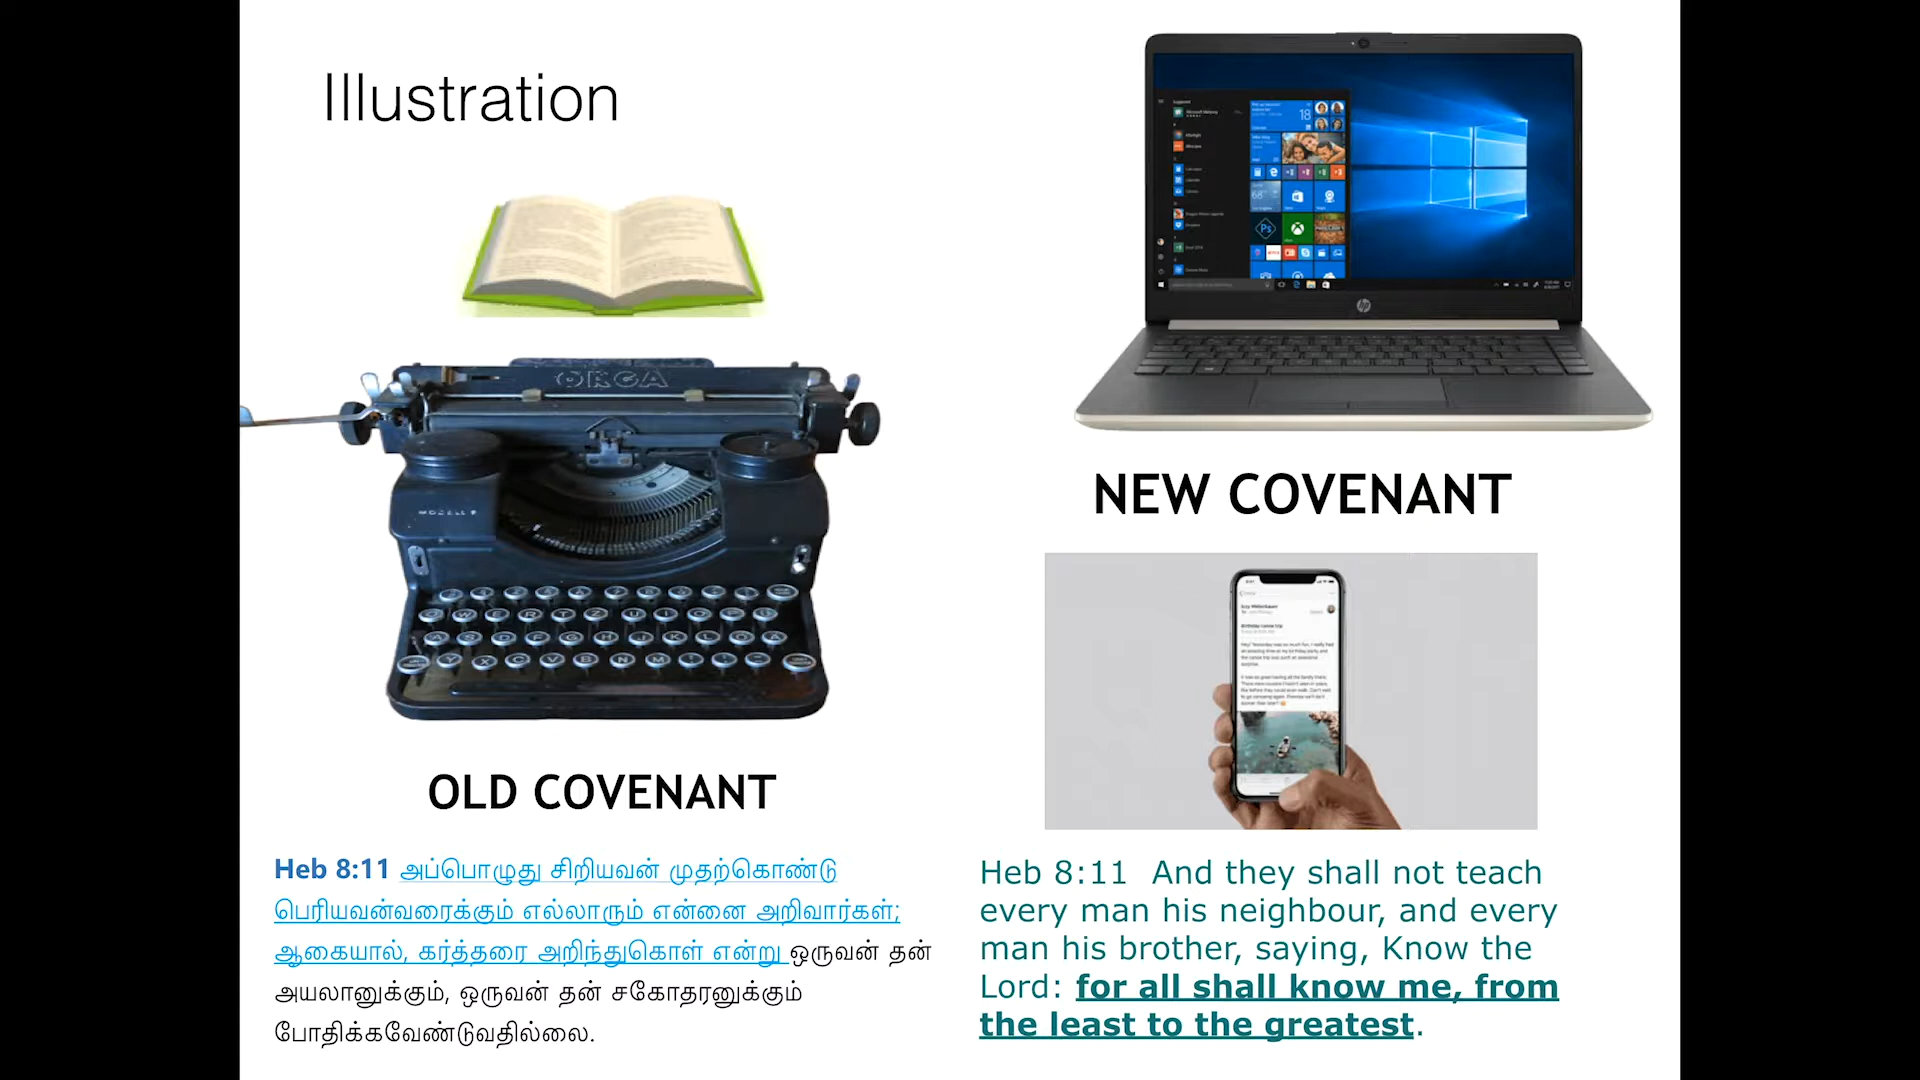 Illustration
ORGA
NEW COVENANT
OLD COVENANT
Heb 8:11 அப்பொழுது சிறியவன் முதற்கொண்டு
பெரியவன்வரைக்கும் எல்லாரும் என்னை அறிவார்கள்;
ஆகையால், கர்த்தரை அறிந்துகொள் என்று ஒருவன் தன்
அயலானுக்கும், ஒருவன் தன் சகோதரனுக்கும்
போதிக்கவேண்டுவதில்லை.
Heb 8:11 And they shall not teach
every man his neighbour, and every
man his brother, saying, Know the
Lord: for all shall know me, from
the least to the greatest.